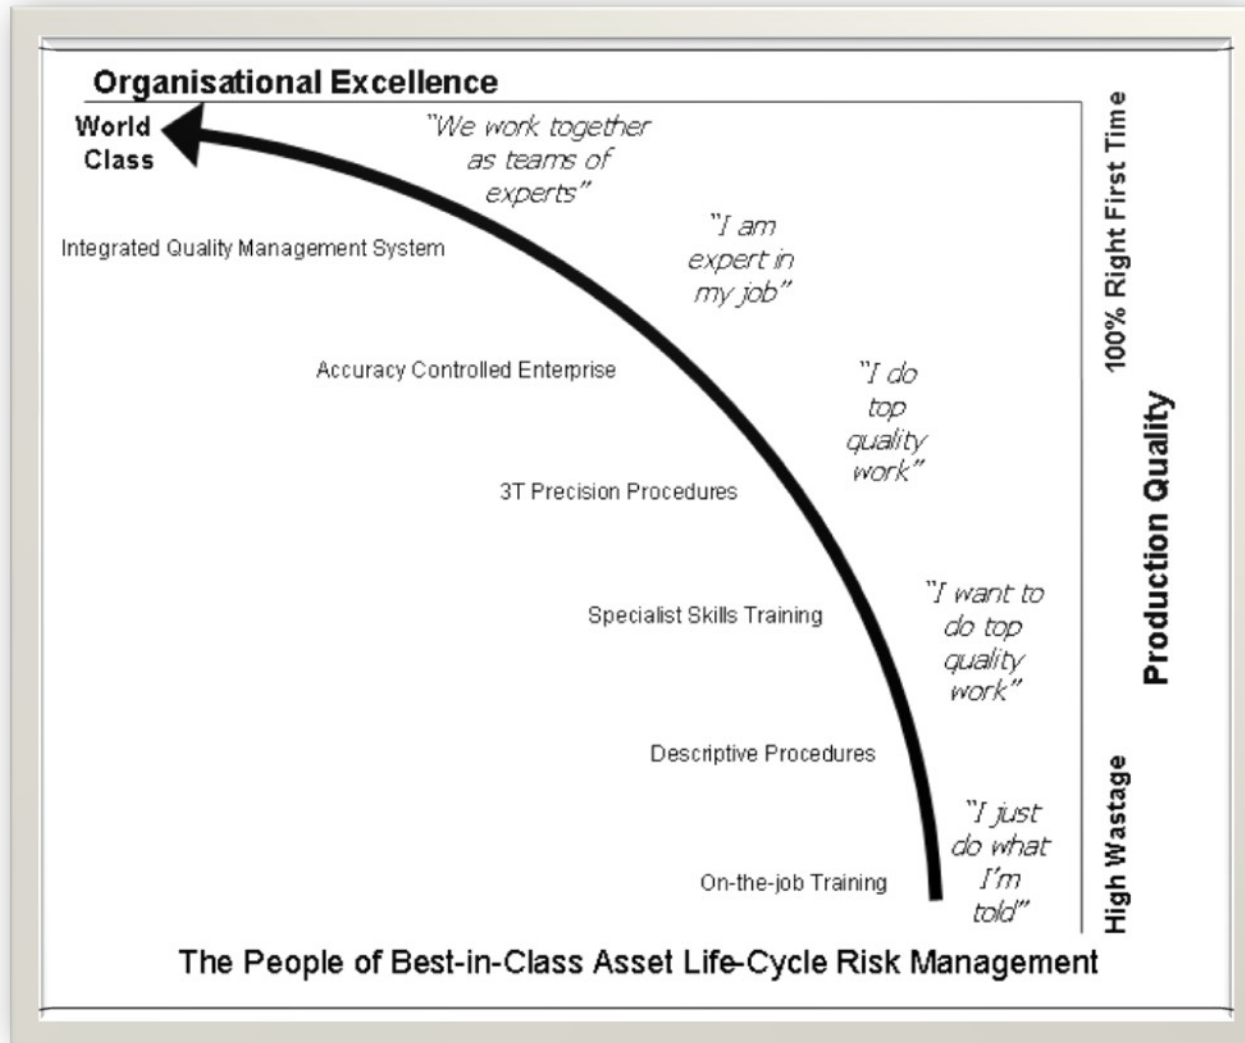 Organisational Excellence
World
Class
“We work together
as teams of
experts”
Integrated Quality Management System
“I am
expert in
my job”
Accuracy Controlled Enterprise
“I do
top
quality
work”
3T Precision Procedures
Specialist Skills Training
“I want to
do top
quality
work”
Descriptive Procedures
On-the-job Training
“I just
do what
I’m
told”
100% Right First Time
Production Quality
High Wastage
The People of Best-in-Class Asset Life-Cycle Risk Management